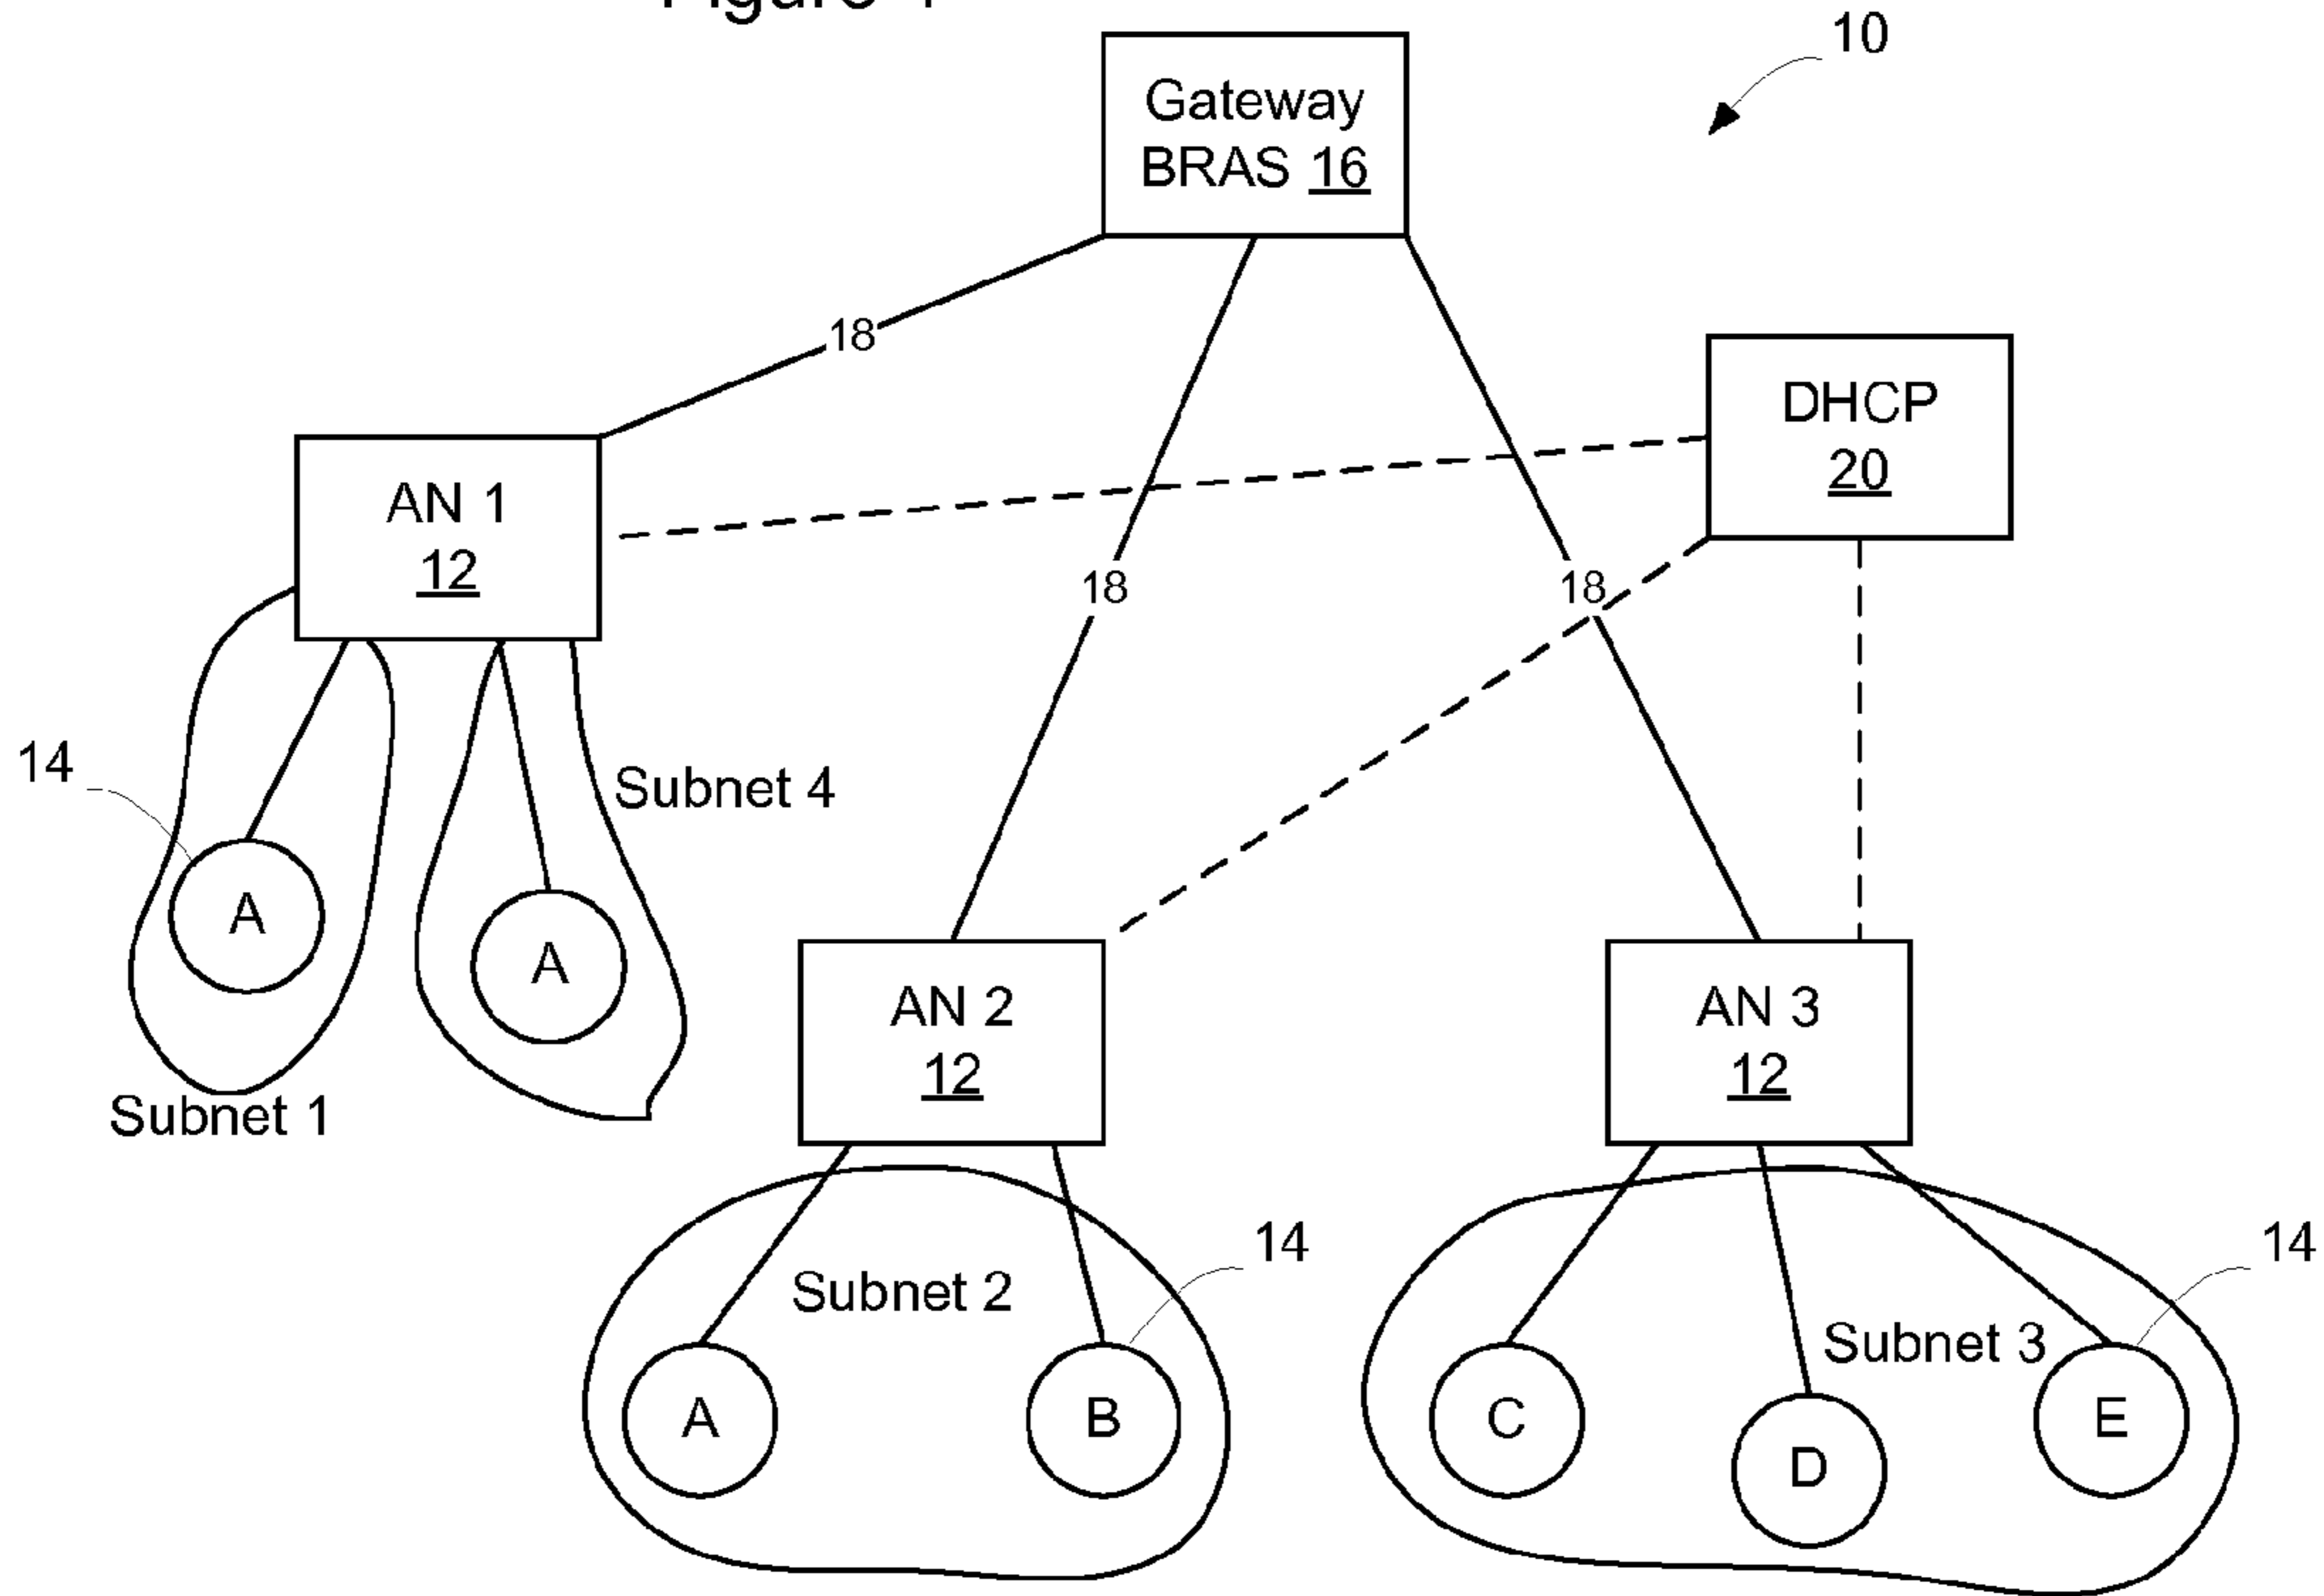 10
Gateway
BRAS 16
18
DHCP
20
AN 1
12
18
18
14
Subnet 4
A
A
AN 2
12
AN 3
12
Subnet 1
14
14
Subnet 2
Subnet 3
A
B
C
D
E